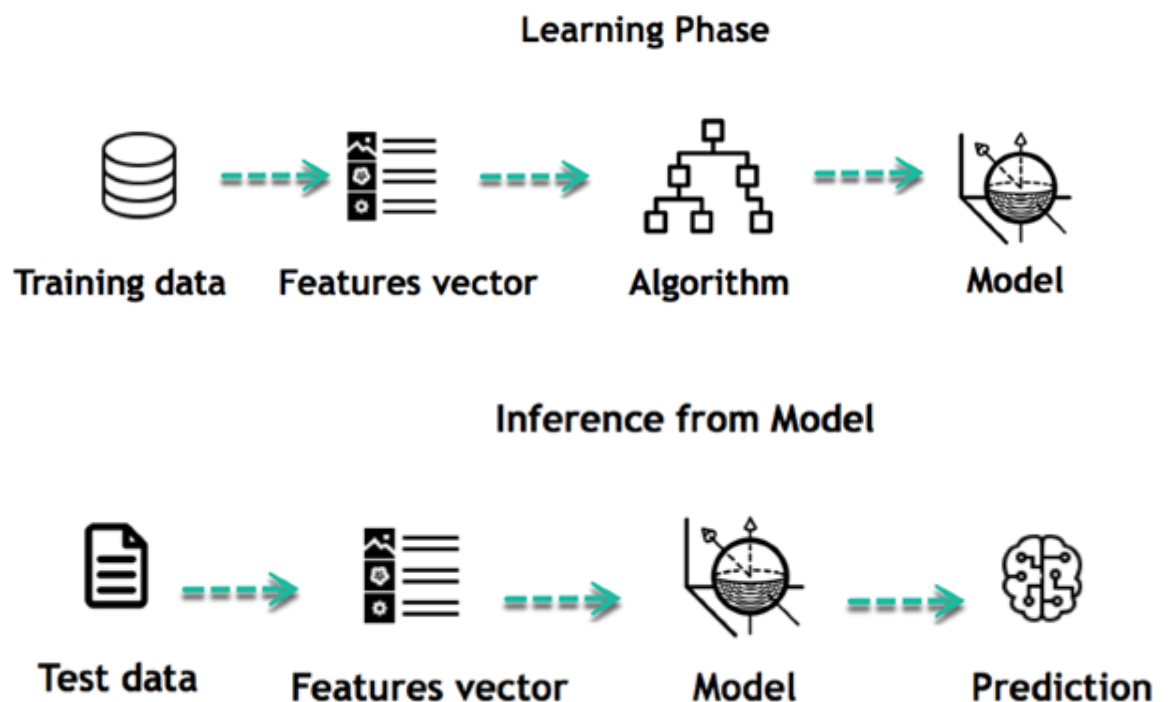 Learning Phase
Training data
Features vector
Algorithm
Model
Inference from Model
Test data
Features vector
Model
Prediction